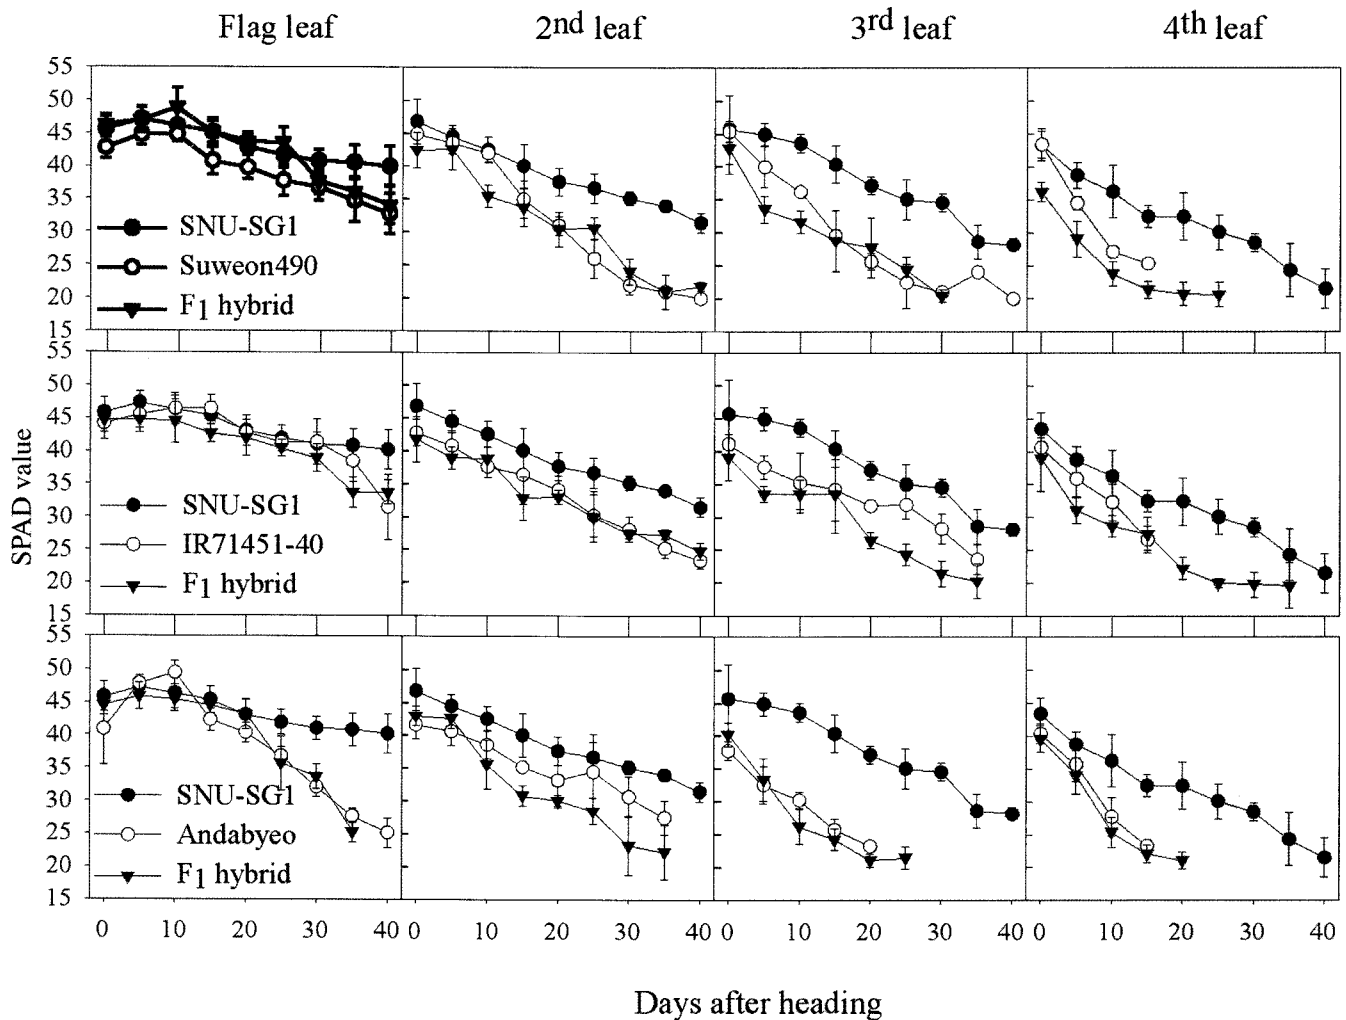 Flag leaf 2nd leaf 3rd leaf 4th leaf
55
50
45
40
35
30
25
20
15
SNU-SG1
Suweon490
F1 hybrid
55
50
45
40
35
30
25
20
15
SNU-SG1
IR71451-40
F1 hybrid
SPAD value
55
50
45
40
35
30
25
20
15
SNU-SG1
Andabyeo
F1 hybrid
0 10 20 30 40 0 10 20 30 40 0 10 20 30 40 0 10 20 30 40
Days after heading